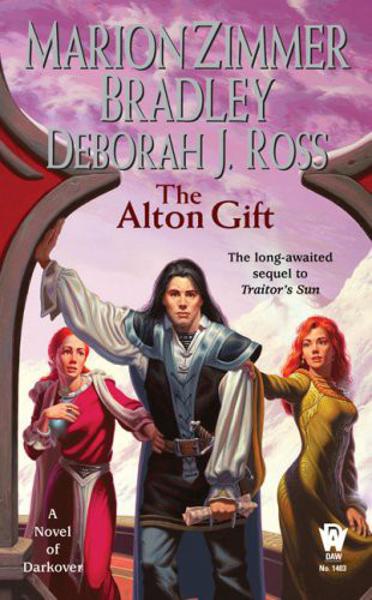 MARION ZIMMER
BRADLEY
DEBORAH J. ROSS
The
Alton Gift
The long-awaited
sequel to
Traitor's Sun
A
Novel
of
Darkover
DAW
No. 1483